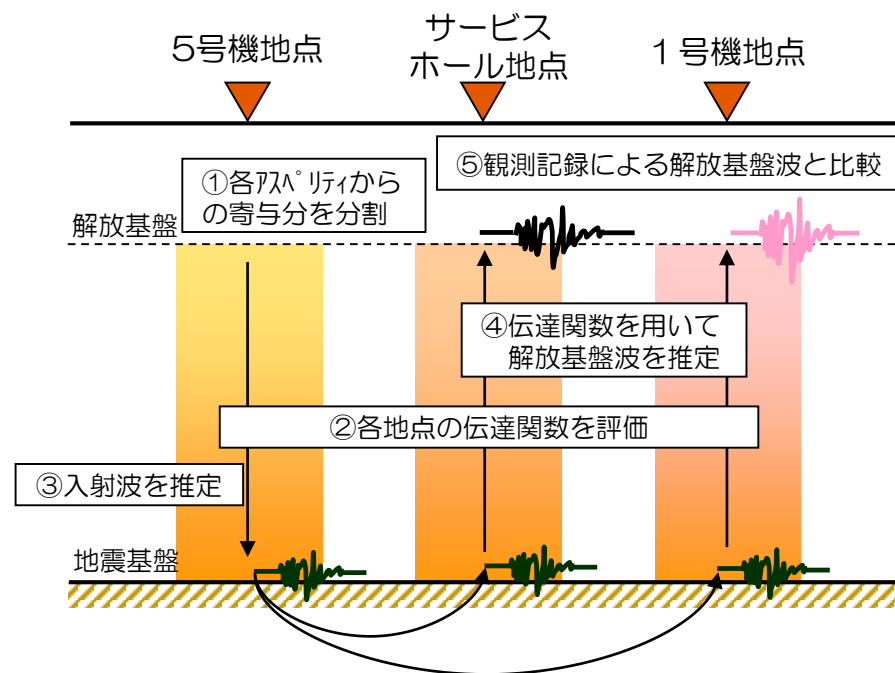 5号機地点
サービス
ホール地点
1号機地点
⑤観測記録による解放基盤波と比較
①各ｱｽﾍﾟﾘﾃｨから
の寄与分を分割
解放基盤
④伝達関数を用いて
解放基盤波を推定
②各地点の伝達関数を評価
③入射波を推定
地震基盤